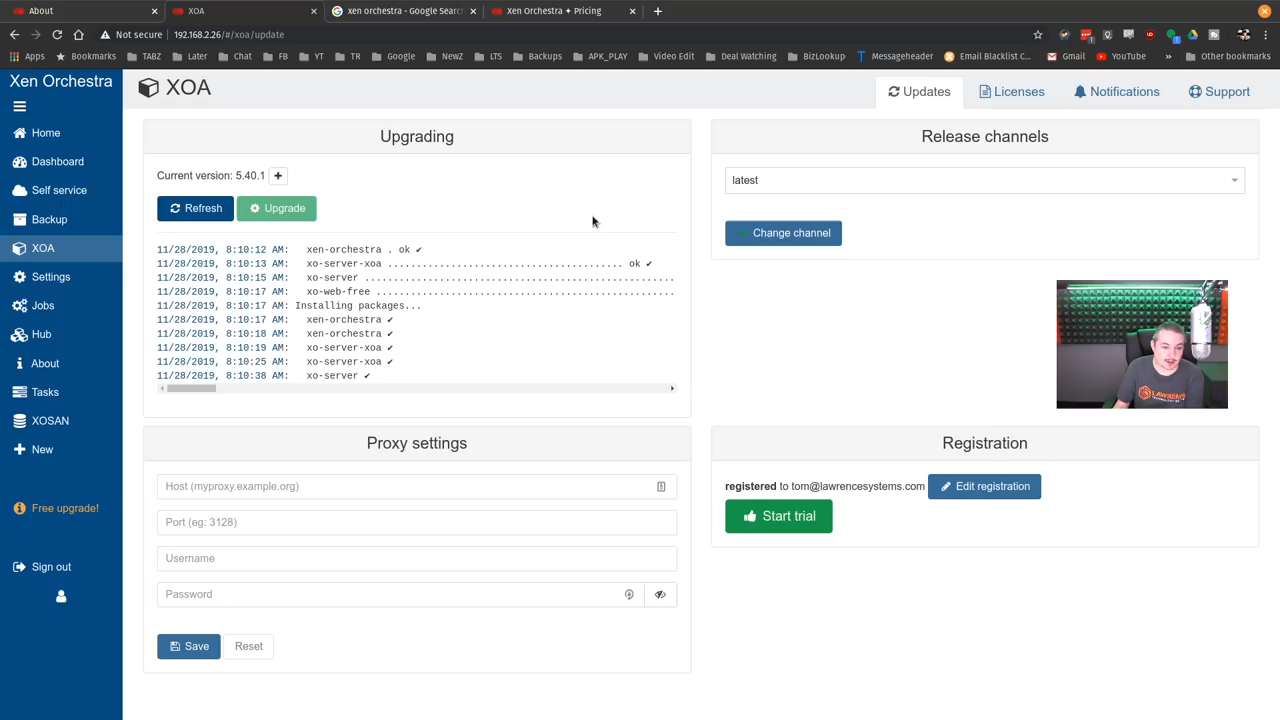 About
XOA
xen orchestra - Google Searc
Xen Orchestra ✦ Pricing
Not secure | 192.168.2.26/#/xoa/update
Apps
Bookmarks
TABZ
Later
Chat
FB
YT
TR
Google
NewZ
LTS
Backups
APK_PLAY
Video Edit
Deal Watching
BizLookup
Messageheader
Email Blacklist C...
Gmail
YouTube
»
Other bookmarks
Xen Orchestra
Home
Dashboard
Self service
Backup
XOA
Settings
Jobs
Hub
About
Tasks
XOSAN
New
Free upgrade!
Sign out
XOA
Updates
Licenses
Notifications
Support
Upgrading
Current version: 5.40.1
Refresh
Upgrade
11/28/2019, 8:10:12 AM: xen-orchestra . ok ✔
11/28/2019, 8:10:13 AM: xo-server-xoa ......................................... ok ✔
11/28/2019, 8:10:15 AM: xo-server ......................................................
11/28/2019, 8:10:17 AM: xo-web-free ....................................................
11/28/2019, 8:10:17 AM: Installing packages...
11/28/2019, 8:10:17 AM: xen-orchestra ✔
11/28/2019, 8:10:18 AM: xen-orchestra ✔
11/28/2019, 8:10:19 AM: xo-server-xoa ✔
11/28/2019, 8:10:25 AM: xo-server-xoa ✔
11/28/2019, 8:10:38 AM: xo-server ✔
Release channels
latest
Change channel
Proxy settings
Host (myproxy.example.org)
Port (eg: 3128)
Username
Password
Save
Reset
Registration
registered to tom@lawrencesystems.com
Edit registration
Start trial